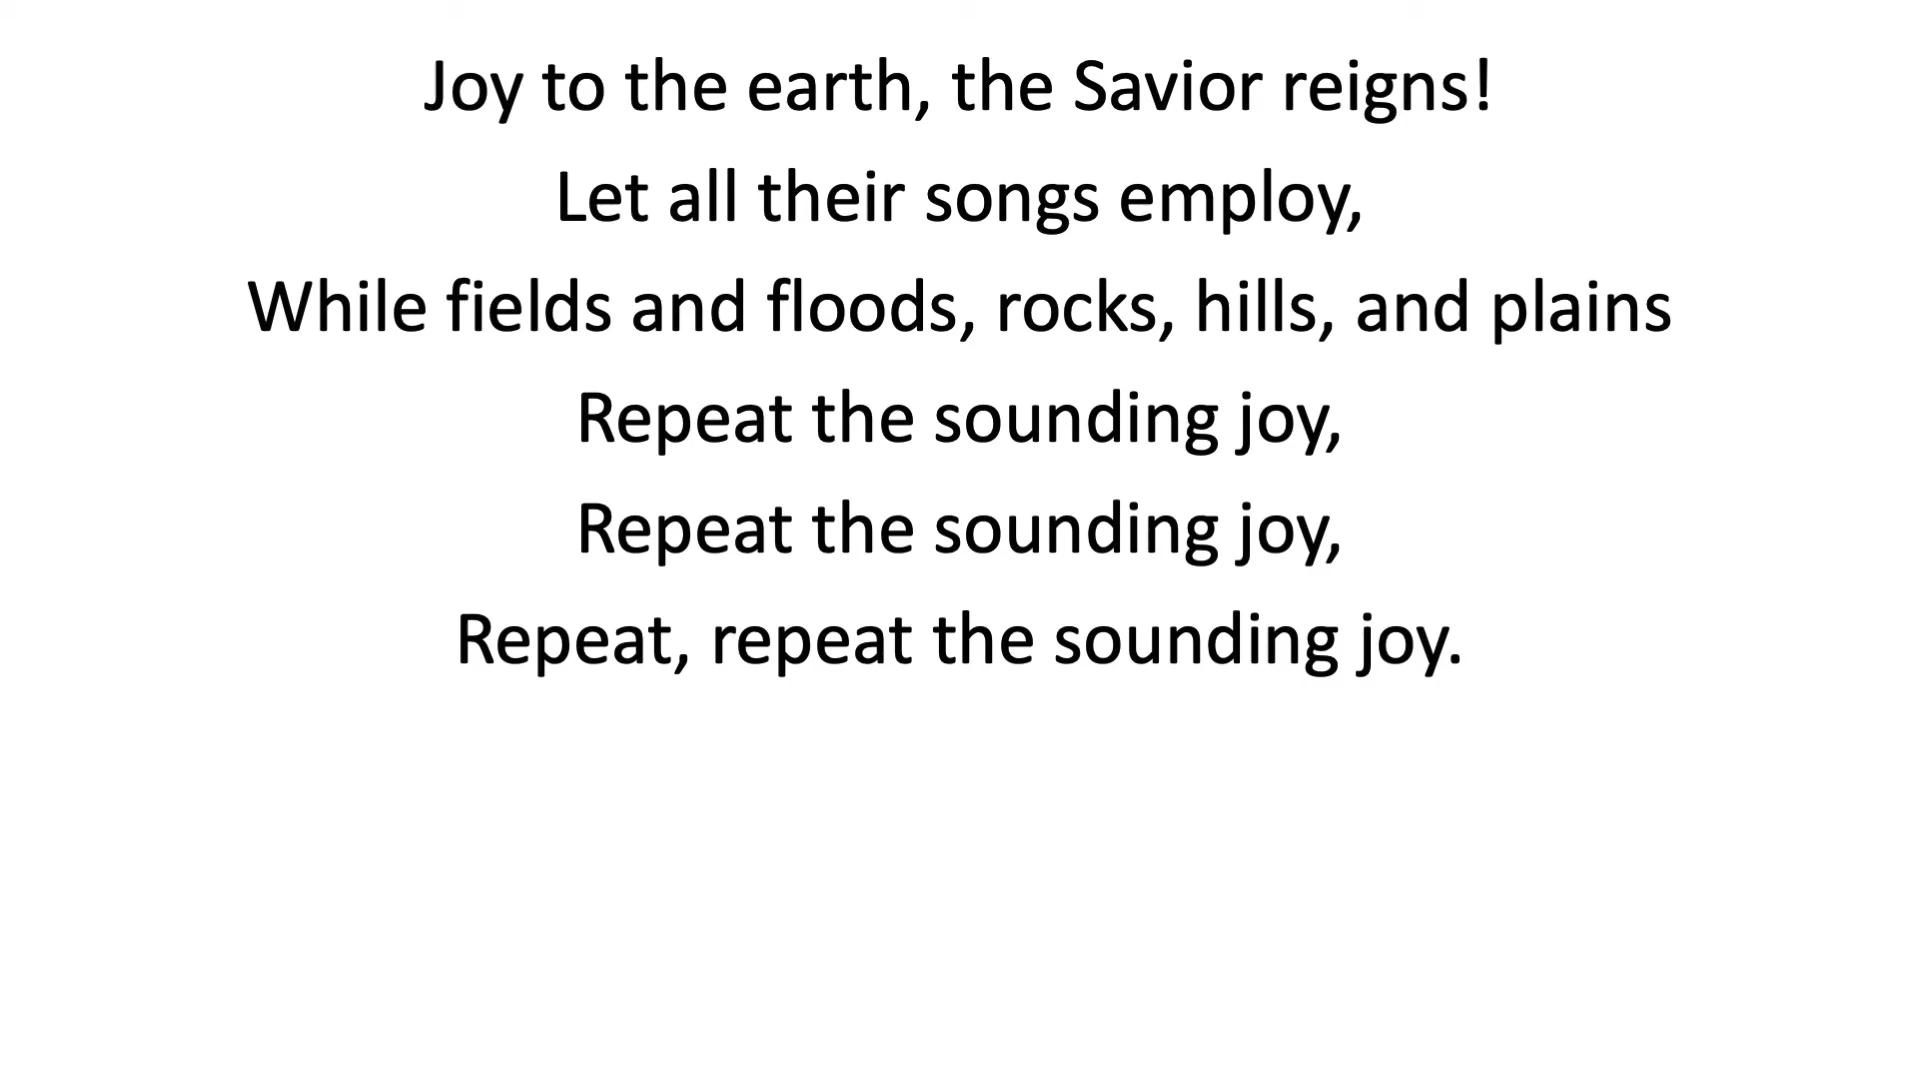 Joy to the earth, the Savior reigns!
Let all their songs employ,
While fields and floods, rocks, hills, and plains
Repeat the sounding joy,
Repeat the sounding joy,
Repeat, repeat the sounding joy.